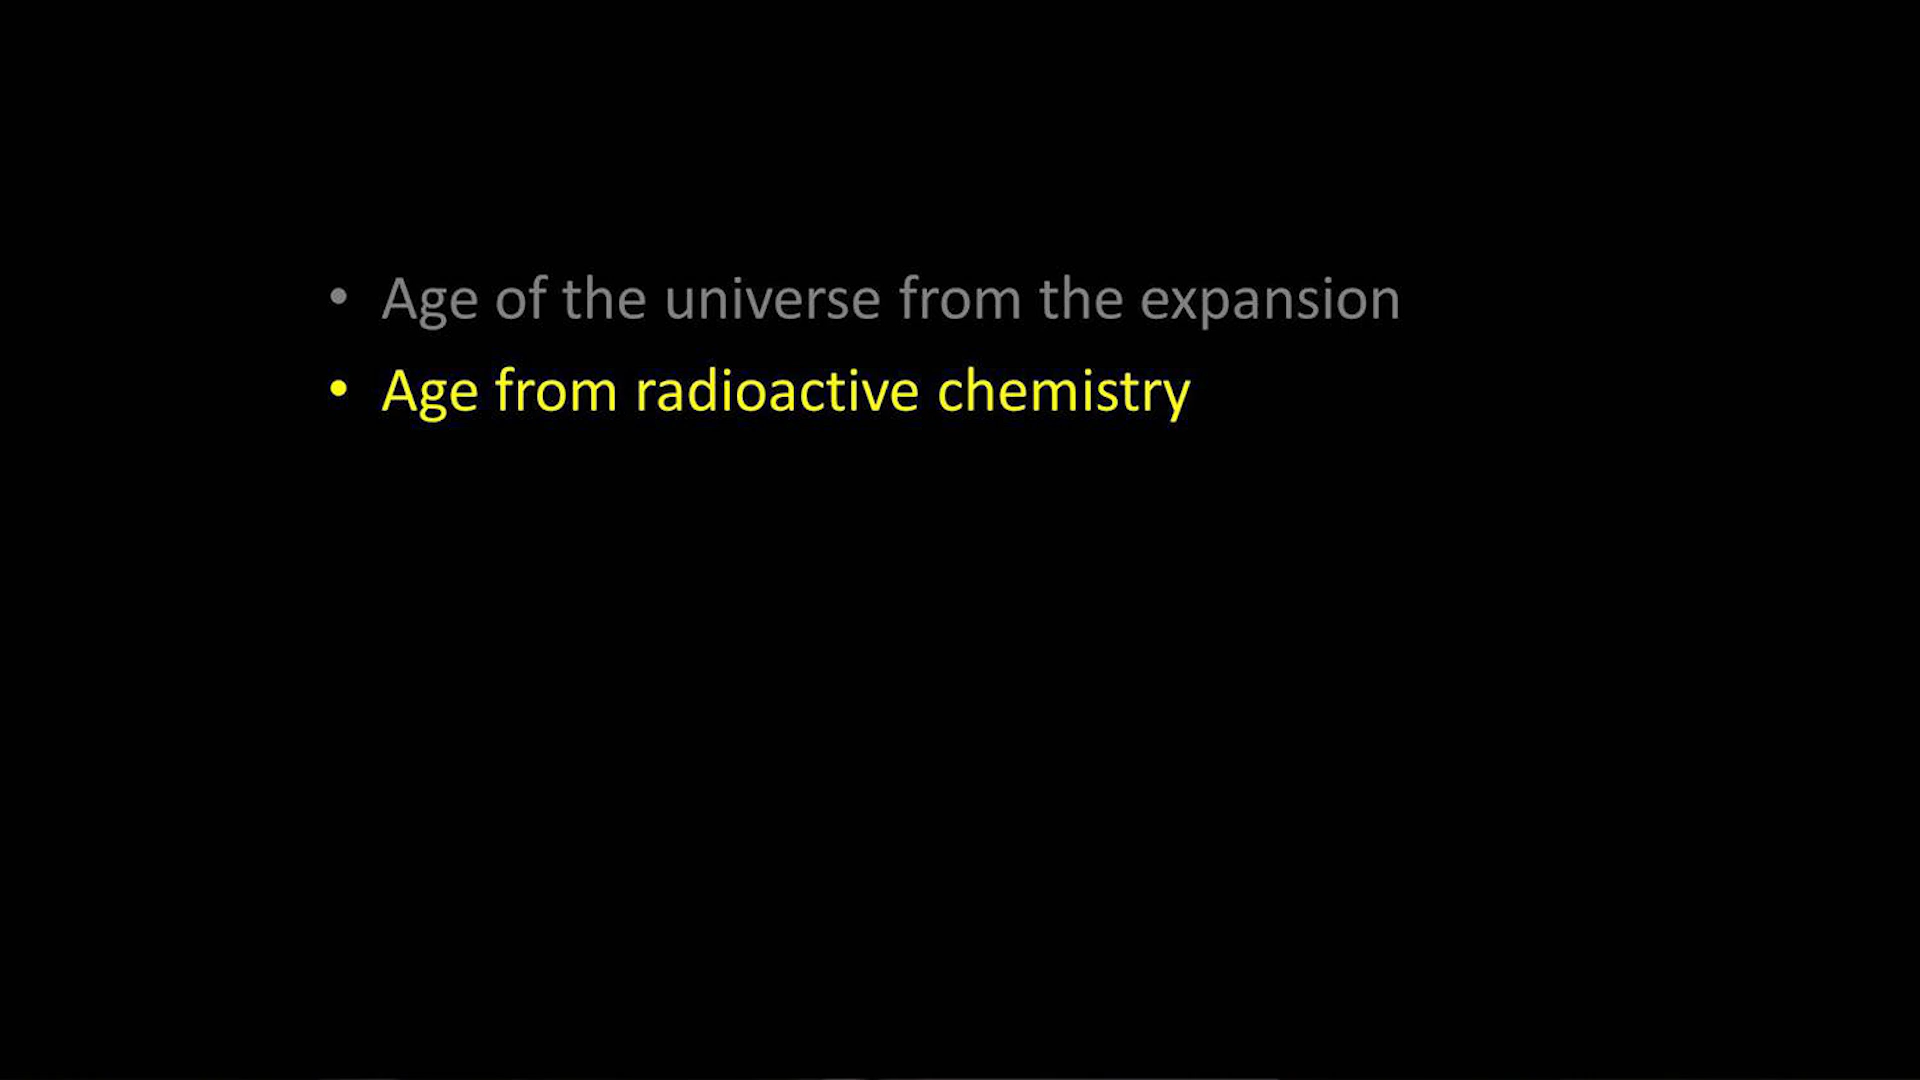 • Age of the universe from the expansion
• Age from radioactive chemistry